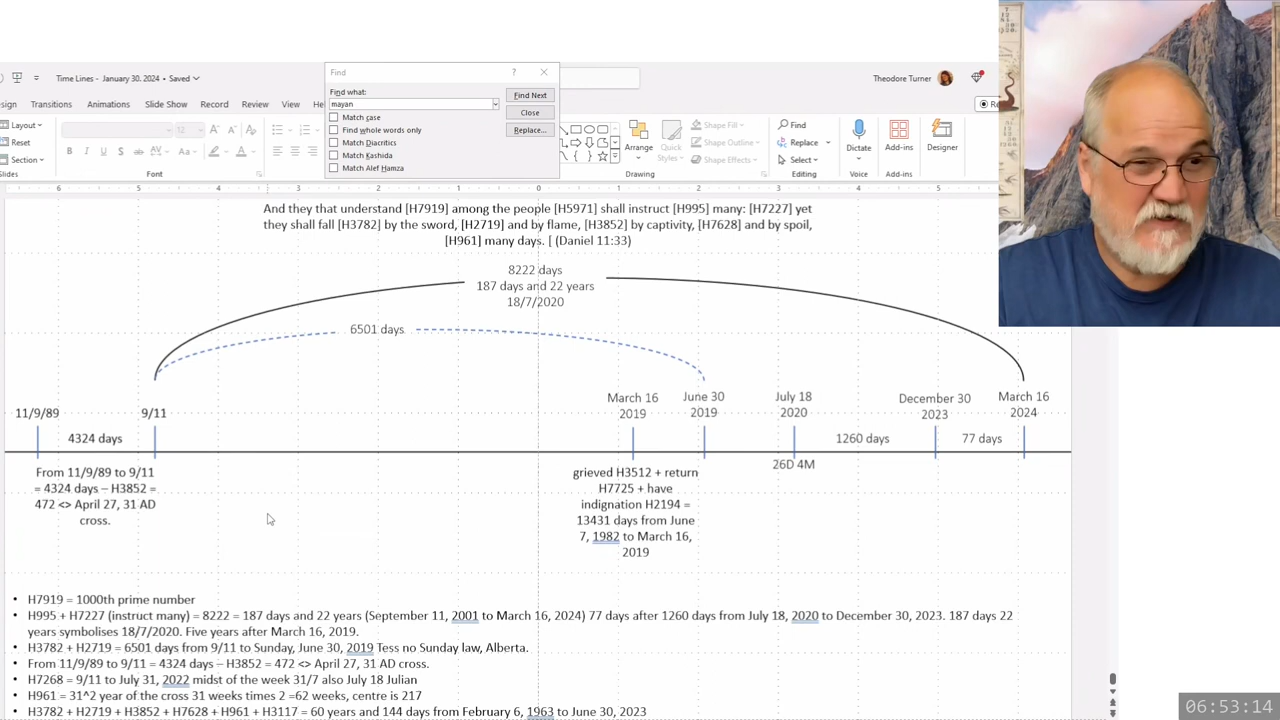 Time Lines - January 30. 2024 • Saved
Find
?
Theodore Turner
Find what:
mayan
Find Next
Close
Replace...
Match case
Find whole words only
Match Diacritics
Match Kashida
Match Alef Hamza
Transitions
Animations
Slide Show
Record
Review
View
Layout
Reset
Section
Font
Arrange
Quick
Styles
Shape Fill
Shape Outline
Shape Effects
Drawing
Find
Replace
Select
Editing
Dictate
Voice
Add-ins
Add-ins
Designer
6 5 4 3 2 1 0 1 2 3 4 5
And they that understand [H7919] among the people [H5971] shall instruct [H995] many: [H7227] yet
they shall fall [H3782] by the sword, [H2719] and by flame, [H3852] by captivity, [H7628] and by spoil,
[H961] many days. [ (Daniel 11:33)
8222 days
187 days and 22 years
18/7/2020
6501 days
11/9/89
9/11
March 16
2019
June 30
2019
July 18
2020
December 30
2023
March 16
2024
4324 days
1260 days
77 days
26D 4M
From 11/9/89 to 9/11
= 4324 days – H3852 =
472 <> April 27, 31 AD
cross.
grieved H3512 + return
H7725 + have
indignation H2194 =
13431 days from June
7, 1982 to March 16,
2019
• H7919 = 1000th prime number
• H995 + H7227 (instruct many) = 8222 = 187 days and 22 years (September 11, 2001 to March 16, 2024) 77 days after 1260 days from July 18, 2020 to December 30, 2023. 187 days 22
years symbolises 18/7/2020. Five years after March 16, 2019.
• H3782 + H2719 = 6501 days from 9/11 to Sunday, June 30, 2019 Tess no Sunday law, Alberta.
• From 11/9/89 to 9/11 = 4324 days – H3852 = 472 <> April 27, 31 AD cross.
• H7268 = 9/11 to July 31, 2022 midst of the week 31/7 also July 18 Julian
• H961 = 31^2 year of the cross 31 weeks times 2 =62 weeks, centre is 217
• H3782 + H2719 + H3852 + H7628 + H961 + H3117 = 60 years and 144 days from February 6, 1963 to June 30, 2023
06:53:14